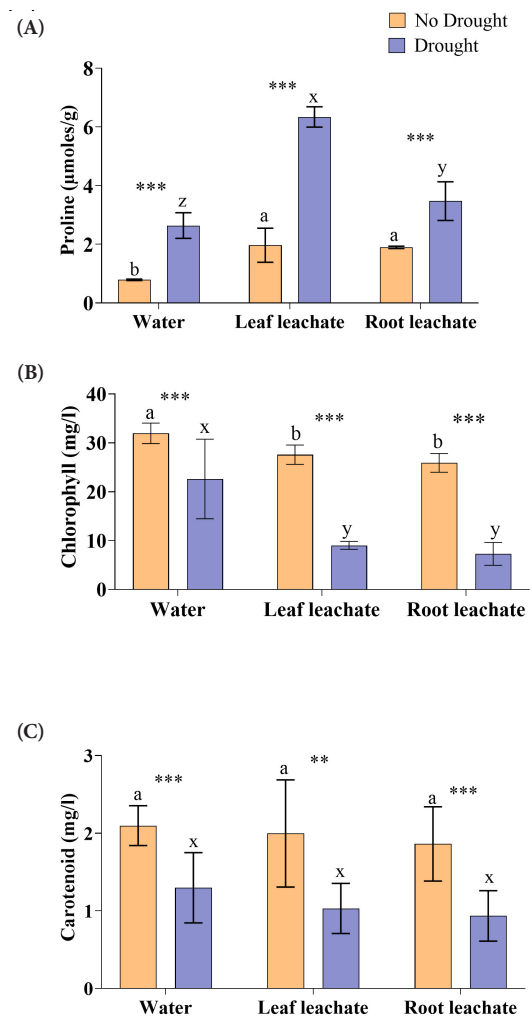 (A)
No Drought
Drought
Proline (μmoles/g)
8
6
4
2
0
***
***
***
b
z
a
x
a
y
Water
Leaf leachate
Root leachate
(B)
Chlorophyll (mg/l)
40
30
20
10
0
***
***
***
a
x
b
y
b
y
Water
Leaf leachate
Root leachate
(C)
Carotenoid (mg/l)
3
2
1
0
***
**
***
a
x
a
x
a
x
Water
Leaf leachate
Root leachate